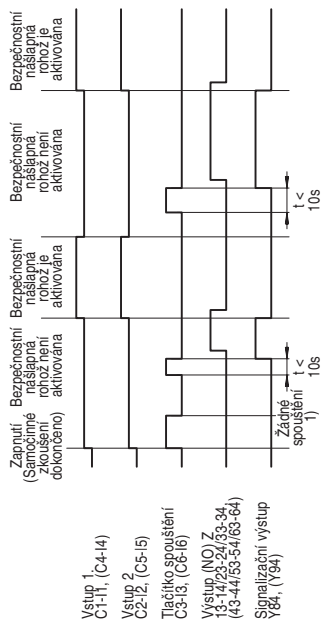 Zapnutí
(Samočinné
zkoušení
dokončeno)
Bezpečnostní
nášlapná
rohož není
aktivována
Bezpečnostní
nášlapná
rohož je
aktivována
Bezpečnostní
nášlapná
rohož není
aktivována
Bezpečnostní
nášlapná
rohož je
aktivována
Vstup 1
C1-I1, (C4-I4)
Vstup 2
C2-I2, (C5-I5)
Tlačítko spouštění
C3-I3, (C6-I6)
Výstup (NO) Z
13-14/23-24/33-34,
(43-44/53-54/63-64)
Signalizační výstup
Y84, (Y94)
Žádné
spouštění
1)
t <
10s
t <
10s